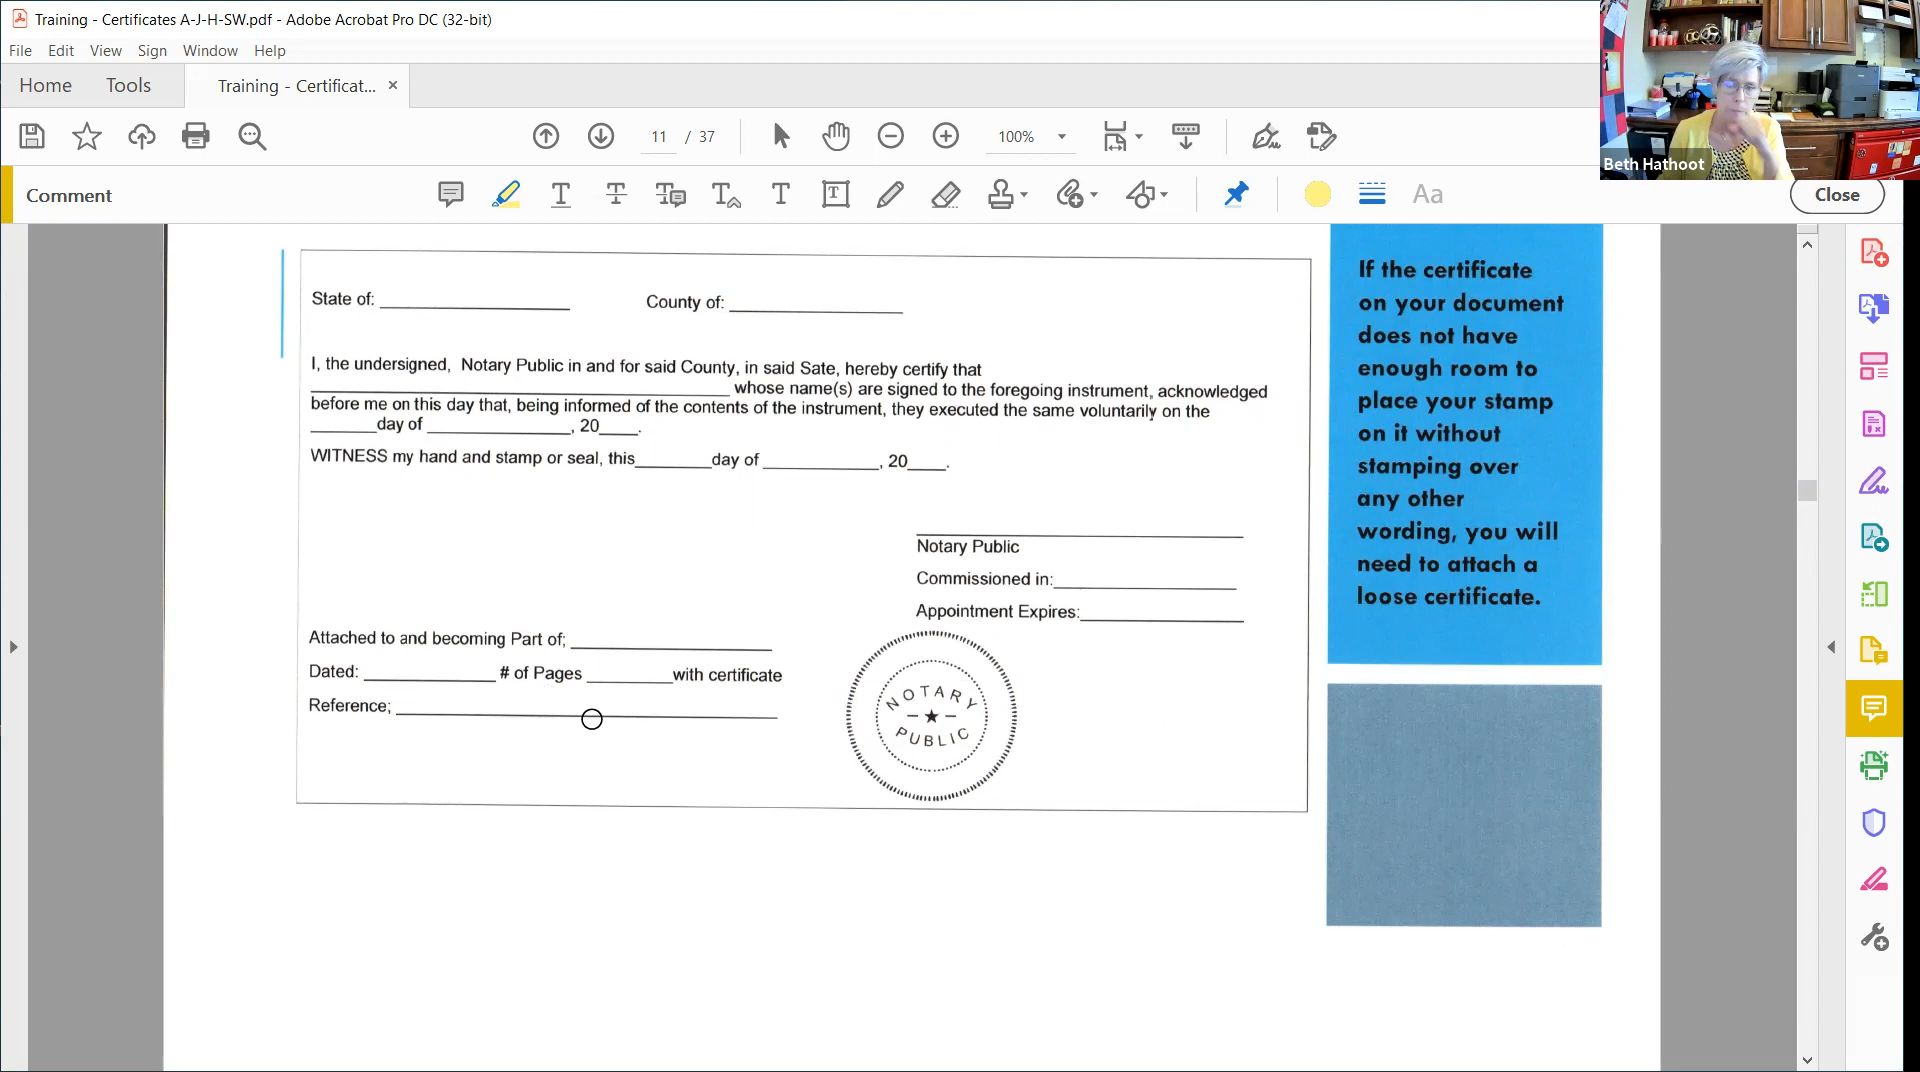 Training - Certificates A-J-H-SW.pdf - Adobe Acrobat Pro DC (32-bit)
File Edit View Sign Window Help
Home Tools Training - Certificat... ×
11 / 37 100%
Beth Hathoot
Comment T T T T T T Aa Close
State of: County of:
I, the undersigned, Notary Public in and for said County, in said Sate, hereby certify that
whose name(s) are signed to the foregoing instrument, acknowledged
before me on this day that, being informed of the contents of the instrument, they executed the same voluntarily on the
day of , 20 .
WITNESS my hand and stamp or seal, this day of , 20 .
Notary Public
Commissioned in:
Appointment Expires:
Attached to and becoming Part of;
Dated: # of Pages with certificate
Reference;
NOTARY
PUBLIC
If the certificate
on your document
does not have
enough room to
place your stamp
on it without
stamping over
any other
wording, you will
need to attach a
loose certificate.